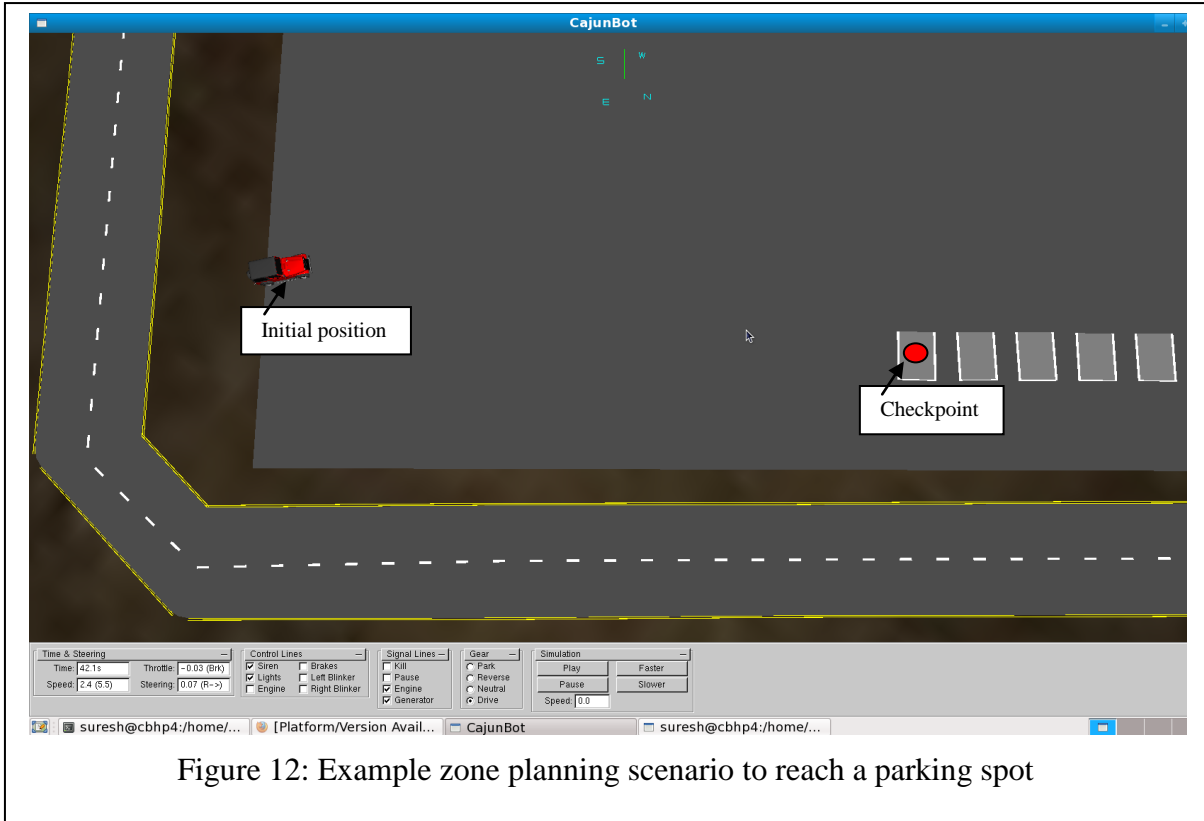 CajunBot
S W
E N
Initial position
Checkpoint
Time & Steering
Time: 42.1s Throttle: -0.03 (Brk)
Speed: 2.4 (5.5) Steering: 0.07 (R->)
Control Lines
Siren Brakes
Lights Left Blinker
Engine Right Blinker
Signal Lines
Kill
Pause
Engine
Generator
Gear
Park
Reverse
Neutral
Drive
Simulation
Play Faster
Pause Slower
Speed: 0.0
suresh@cbhp4:/home/... [Platform/Version Avail... CajunBot suresh@cbhp4:/home/...
Figure 12: Example zone planning scenario to reach a parking spot